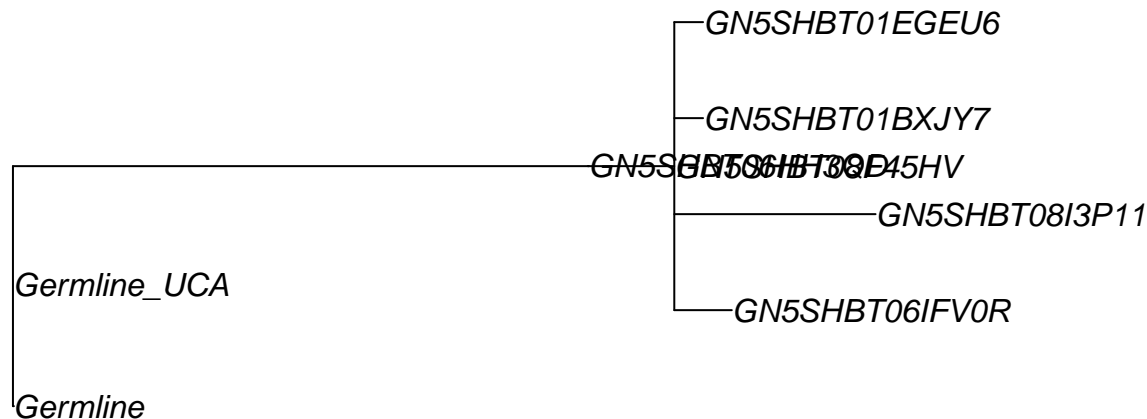 GN5SHBT01EGEU6
GN5SHBT01BXJY7
GN5SHBT08I3P11
Germline_UCA
GN5SHBT06IFV0R
Germline